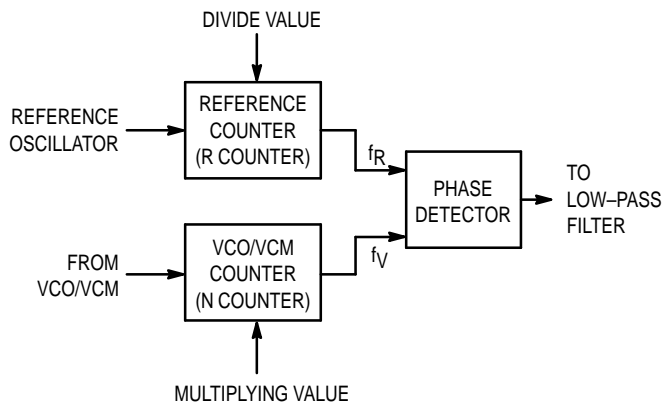 DIVIDE VALUE
REFERENCE
OSCILLATOR
REFERENCE
COUNTER
(R COUNTER)
fR
PHASE
DETECTOR
TO
LOW–PASS
FILTER
FROM
VCO/VCM
VCO/VCM
COUNTER
(N COUNTER)
fV
MULTIPLYING VALUE